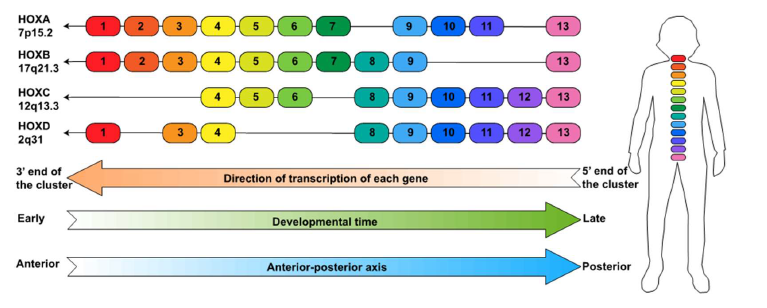 HOXA
7p15.2
1 2 3 4 5 6 7 9 10 11 13
HOXB
17q21.3
1 2 3 4 5 6 7 8 9 13
HOXC
12q13.3
4 5 6 8 9 10 11 12 13
HOXD
2q31
1 3 4 8 9 10 11 12 13
3' end of
the cluster
Direction of transcription of each gene
5' end of
the cluster
Early
Developmental time
Late
Anterior
Anterior-posterior axis
Posterior